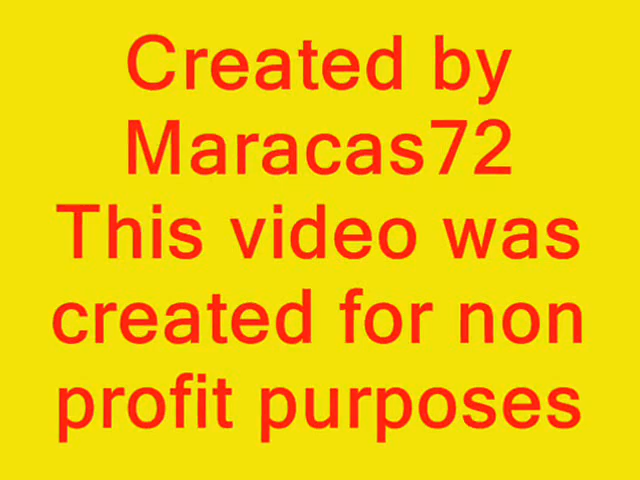 Created by
Maracas72
This video was
created for non
profit purposes